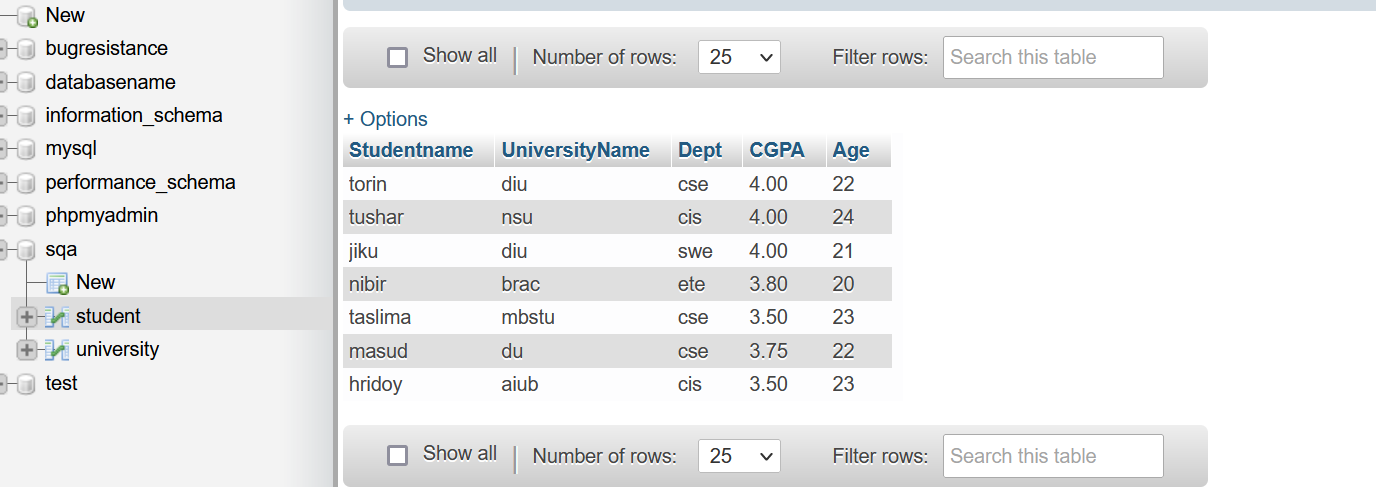 New
bugresistance
databasename
information_schema
mysql
performance_schema
phpmyadmin
sqa
New
student
university
test
Show all Number of rows: 25 Filter rows: Search this table
+ Options
Studentname UniversityName Dept CGPA Age
torin diu cse 4.00 22
tushar nsu cis 4.00 24
jiku diu swe 4.00 21
nibir brac ete 3.80 20
taslima mbstu cse 3.50 23
masud du cse 3.75 22
hridoy aiub cis 3.50 23
Show all Number of rows: 25 Filter rows: Search this table